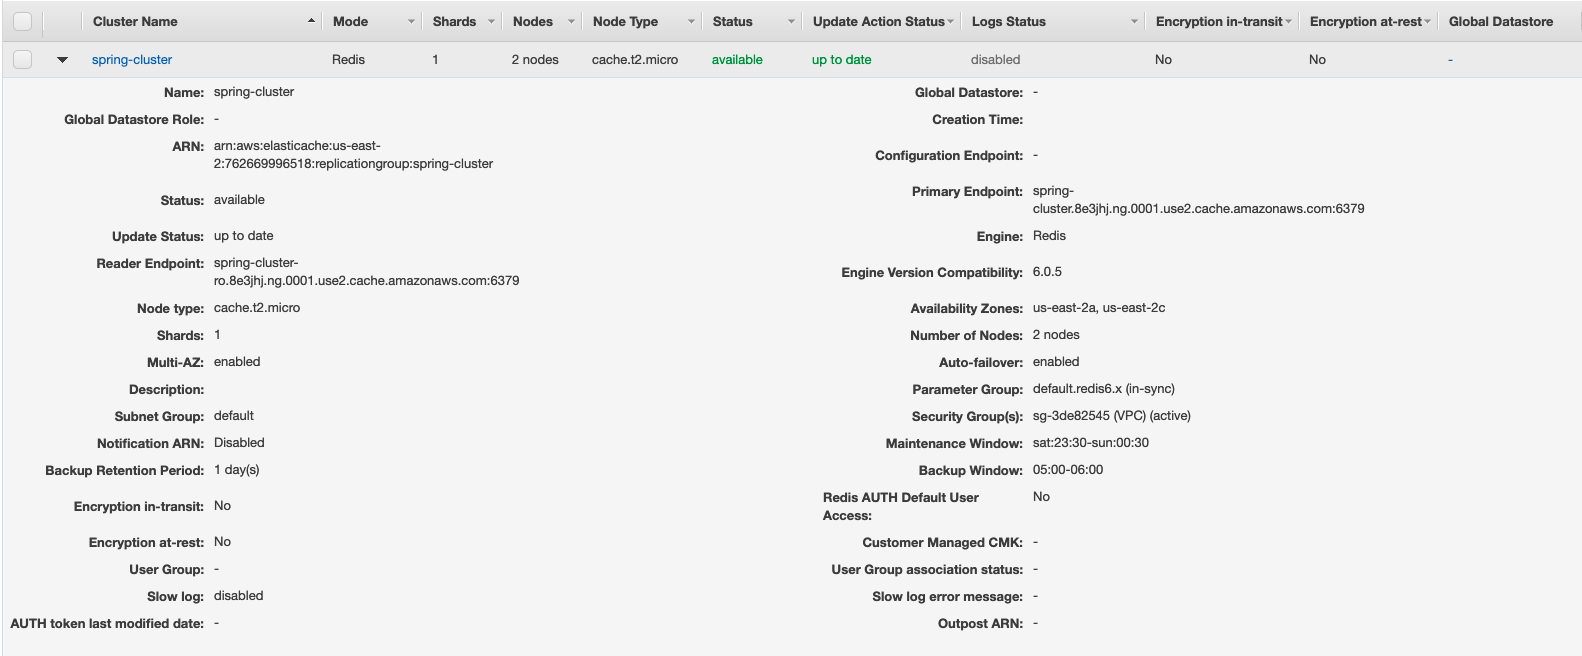 Cluster Name Mode Shards Nodes Node Type Status Update Action Status Logs Status Encryption in-transit Encryption at-rest Global Datastore
spring-cluster Redis 1 2 nodes cache.t2.micro available up to date disabled No No -
Name: spring-cluster Global Datastore: -
Global Datastore Role: - Creation Time:
ARN: arn:aws:elasticache:us-east-
2:762669996518:replicationgroup:spring-cluster
Configuration Endpoint: -
Status: available
Primary Endpoint: spring-
cluster.8e3jhj.ng.0001.use2.cache.amazonaws.com:6379
Update Status: up to date Engine: Redis
Reader Endpoint: spring-cluster-
ro.8e3jhj.ng.0001.use2.cache.amazonaws.com:6379
Engine Version Compatibility: 6.0.5
Node type: cache.t2.micro Availability Zones: us-east-2a, us-east-2c
Shards: 1 Number of Nodes: 2 nodes
Multi-AZ: enabled Auto-failover: enabled
Description: Parameter Group: default.redis6.x (in-sync)
Subnet Group: default Security Group(s): sg-3de82545 (VPC) (active)
Notification ARN: Disabled Maintenance Window: sat:23:30-sun:00:30
Backup Retention Period: 1 day(s) Backup Window: 05:00-06:00
Encryption in-transit: No
Redis AUTH Default User No
Access:
Encryption at-rest: No Customer Managed CMK: -
User Group: - User Group association status: -
Slow log: disabled Slow log error message: -
AUTH token last modified date: - Outpost ARN: -